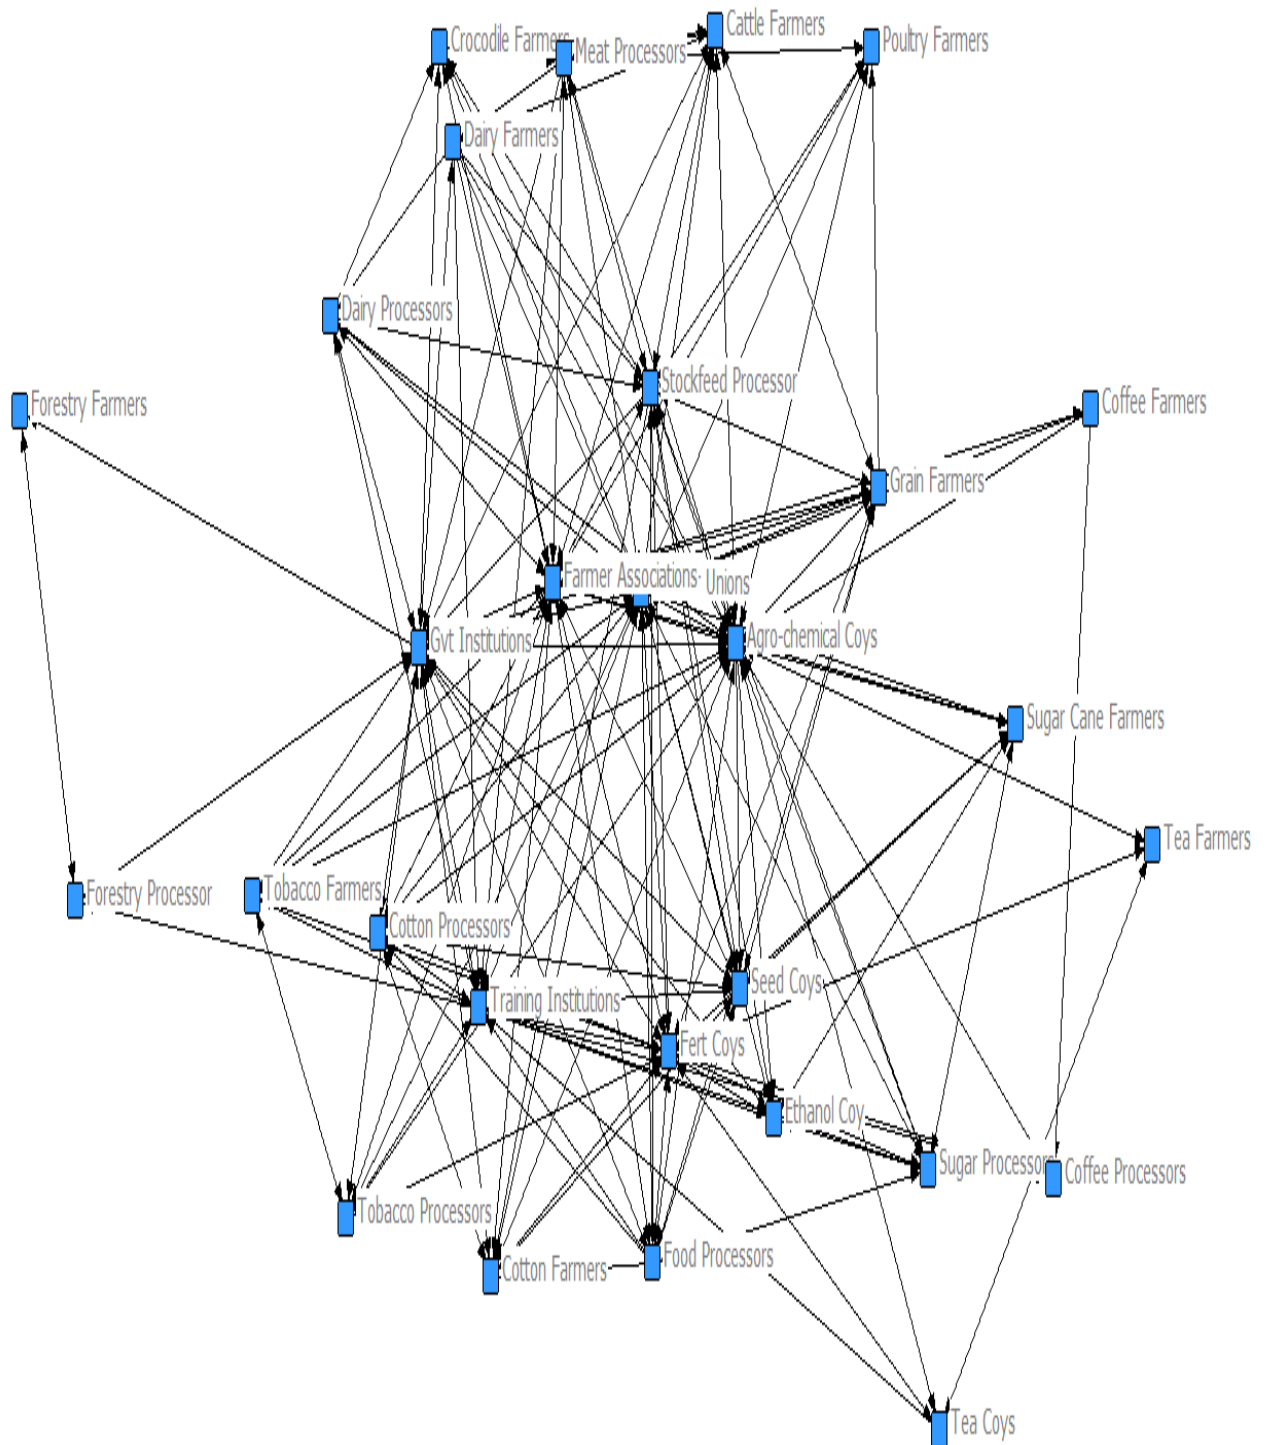 Cattle Farmers
Crocodile Farmers
Meat Processors
Poultry Farmers
Dairy Farmers
Dairy Processors
Stockfeed Processor
Forestry Farmers
Coffee Farmers
Grain Farmers
Farmer Associations- Unions
Gvt Institutions
Agro-chemical Coys
Sugar Cane Farmers
Tea Farmers
Forestry Processor
Tobacco Farmers
Cotton Processors
Seed Coys
Training Institutions
Fert Coys
Ethanol Coy
Sugar Processors
Coffee Processors
Tobacco Processors
Food Processors
Cotton Farmers
Tea Coys